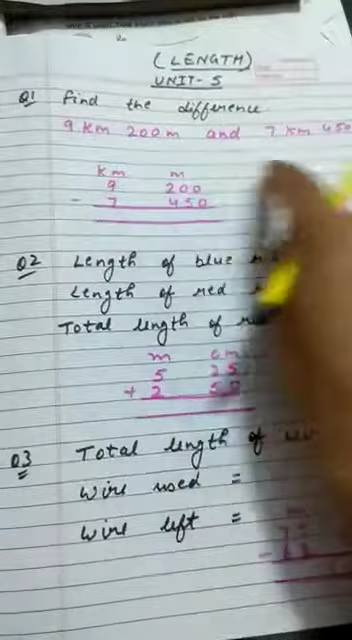 (LENGTH)
UNIT-5
Q1 Find the difference
9 km 200 m and 7 km 450
km m
9 200
- 7 450
Q2 Length of blue
Length of red
Total length of
m cm
5 25
+ 2 50
Q3 Total length of
Wire used =
Wire left =